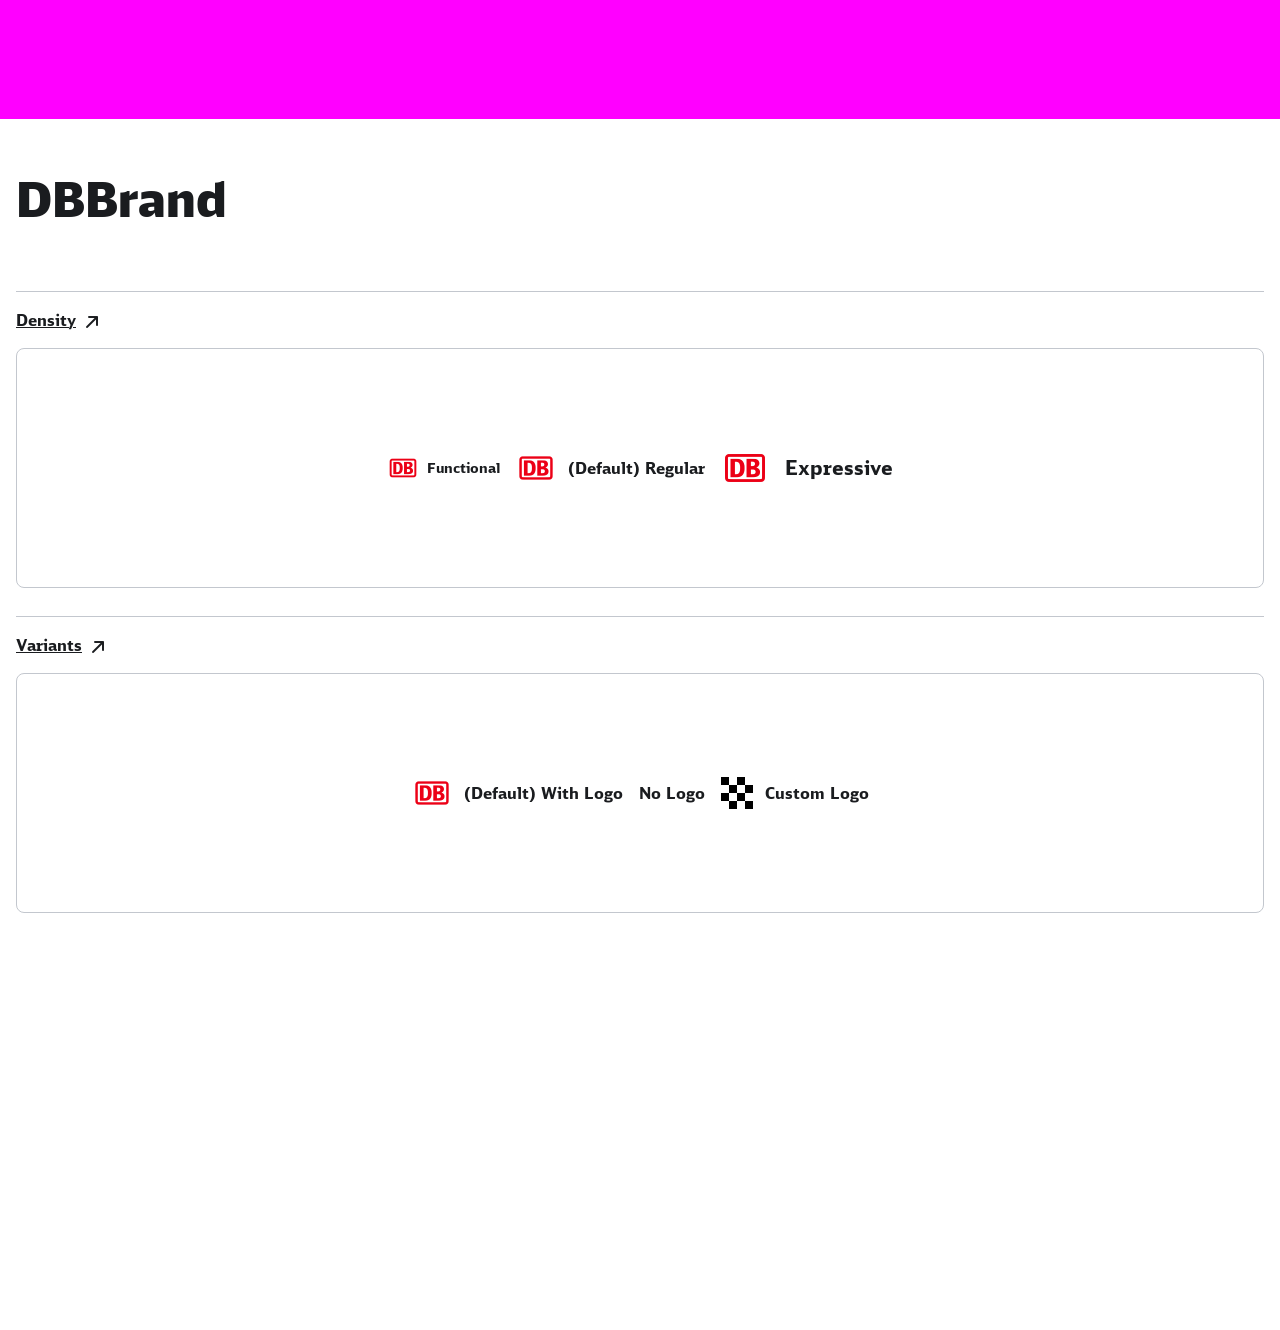 DBBrand
Density
DB Functional DB (Default) Regular DB Expressive
Variants
DB (Default) With Logo No Logo Custom Logo